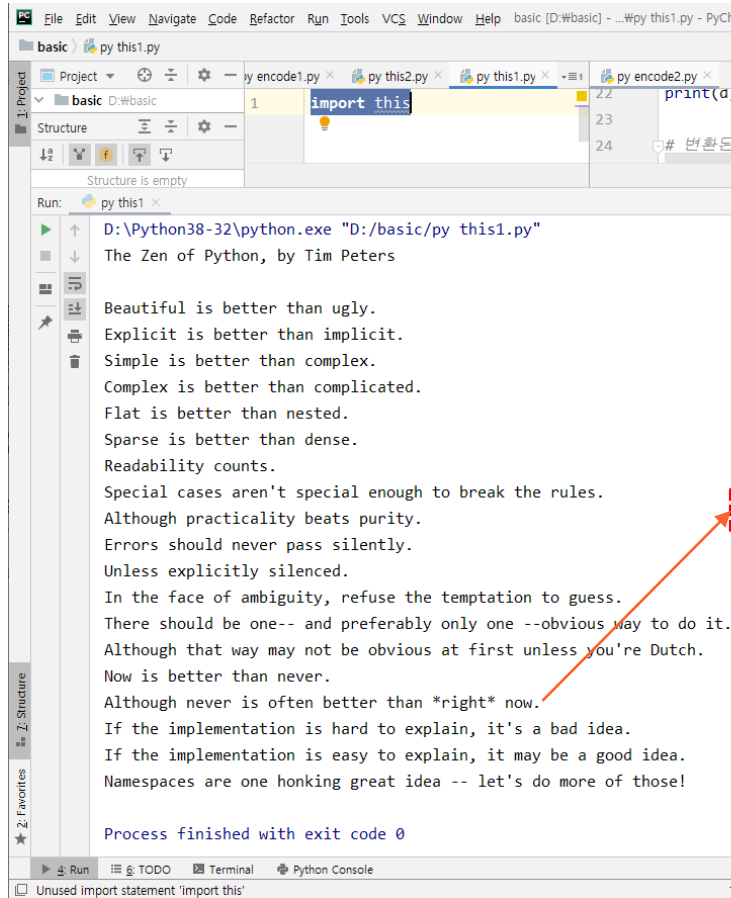 PC File Edit View Navigate Code Refactor Run Tools VCS Window Help basic [D:₩basic] - ...₩py this1.py - PyCh
basic py this1.py
1: Project
Project
y encode1.py py this2.py py this1.py 1 py encode2.py
basic D:₩basic
1 import this
22 print(d
23
24 # 변환된
Structure
Structure is empty
Run: py this1
D:\Python38-32\python.exe "D:/basic/py this1.py"
The Zen of Python, by Tim Peters
Beautiful is better than ugly.
Explicit is better than implicit.
Simple is better than complex.
Complex is better than complicated.
Flat is better than nested.
Sparse is better than dense.
Readability counts.
Special cases aren't special enough to break the rules.
Although practicality beats purity.
Errors should never pass silently.
Unless explicitly silenced.
In the face of ambiguity, refuse the temptation to guess.
There should be one-- and preferably only one --obvious way to do it.
Although that way may not be obvious at first unless you're Dutch.
Now is better than never.
Although never is often better than *right* now.
If the implementation is hard to explain, it's a bad idea.
If the implementation is easy to explain, it may be a good idea.
Namespaces are one honking great idea -- let's do more of those!
Process finished with exit code 0
7: Structure
2: Favorites
4: Run 6: TODO Terminal Python Console
Unused import statement 'import this'